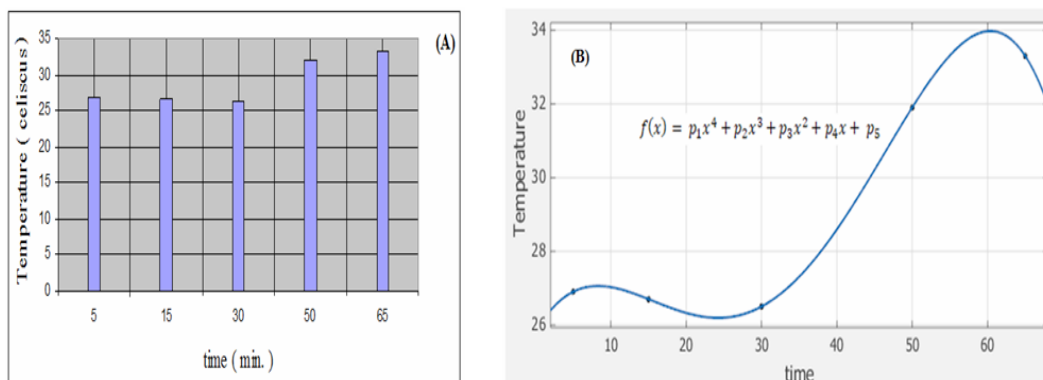 (A)
Temperature ( celiscus )
35
30
25
20
15
10
5
0
5 15 30 50 65
time ( min. )
(B)
Temperature
34
32
30
28
26
f(x) = p₁x⁴ + p₂x³ + p₃x² + p₄x + p₅
10 20 30 40 50 60
time